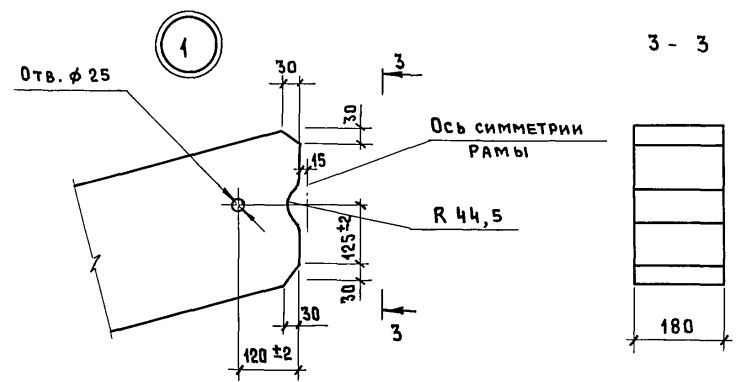 1
3 - 3
Отв. ϕ 25
30
3
30
Ось симметрии
рамы
15
R 44,5
125±2
30
30
3
120 ±2
180